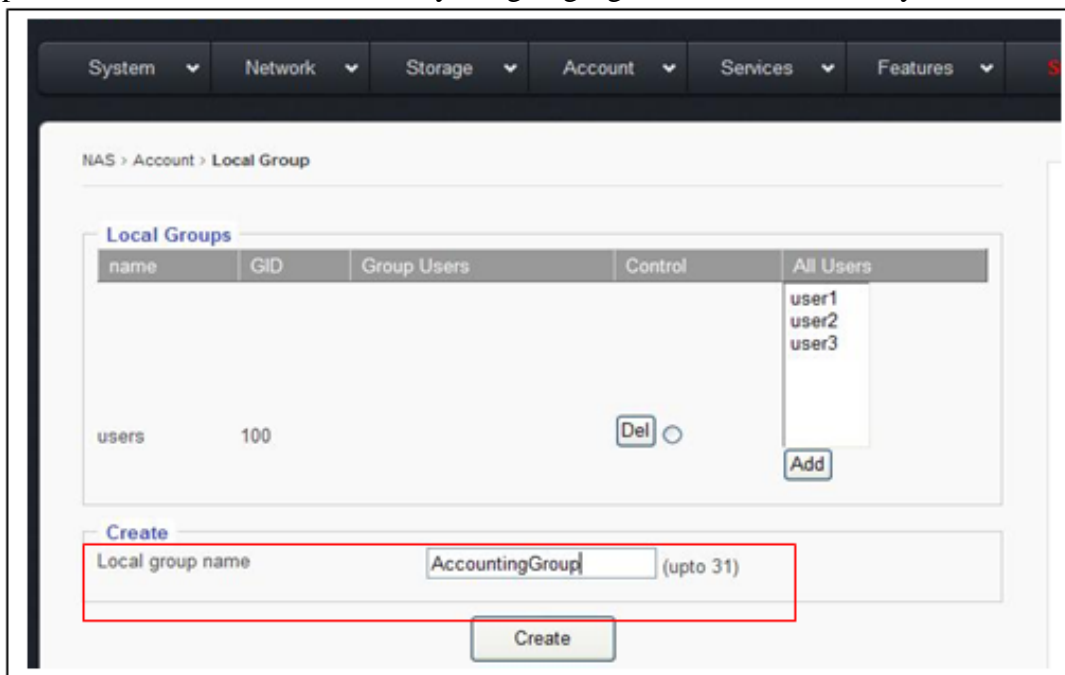 System Network Storage Account Services Features S
NAS > Account > Local Group
Local Groups
name GID Group Users Control All Users
user1
user2
user3
users 100 Del
Add
Create
Local group name AccountingGroup (upto 31)
Create